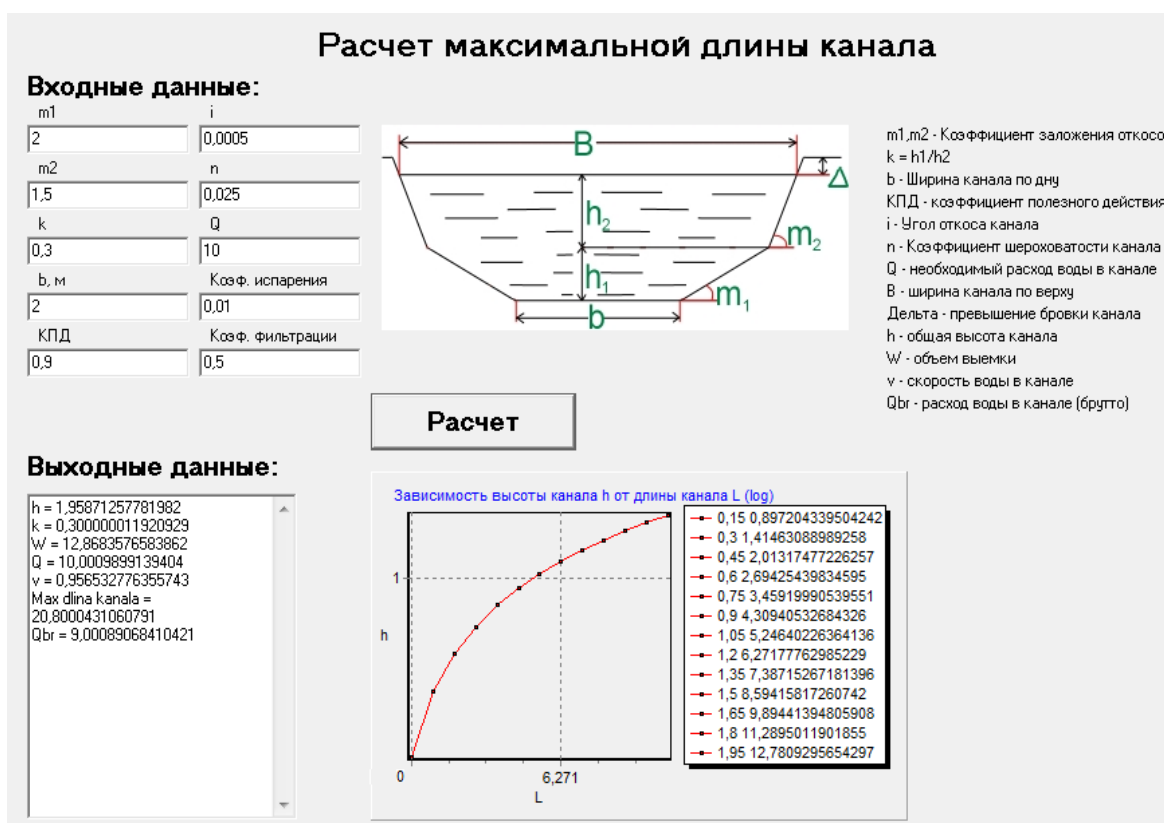 Расчет максимальной длины канала
Входные данные:
m1
i
2
0,0005
m2
n
1,5
0,025
k
Q
0,3
10
b, м
Коэф. испарения
2
0,01
КПД
Коэф. фильтрации
0,9
0,5
B
Δ
h2
m2
h1
m1
b
m1,m2 - Коэффициент заложения откосо
k = h1/h2
b - Ширина канала по дну
КПД - коэффициент полезного действия
i - Угол откоса канала
n - Коэффициент шероховатости канала
Q - необходимый расход воды в канале
B - ширина канала по верху
Дельта - превышение бровки канала
h - общая высота канала
W - объем выемки
v - скорость воды в канале
Qbr - расход воды в канале (брутто)
Расчет
Выходные данные:
h = 1,95871257781982
k = 0,300000011920929
W = 12,8683576583862
Q = 10,0009899139404
v = 0,956532776355743
Max dlina kanala =
20,8000431060791
Qbr = 9,00089068410421
Зависимость высоты канала h от длины канала L (log)
1
h
0
6,271
L
0,15 0,897204339504242
0,3 1,41463088989258
0,45 2,01317477226257
0,6 2,69425439834595
0,75 3,45919990539551
0,9 4,30940532684326
1,05 5,24640226364136
1,2 6,27177762985229
1,35 7,38715267181396
1,5 8,59415817260742
1,65 9,89441394805908
1,8 11,2895011901855
1,95 12,7809295654297